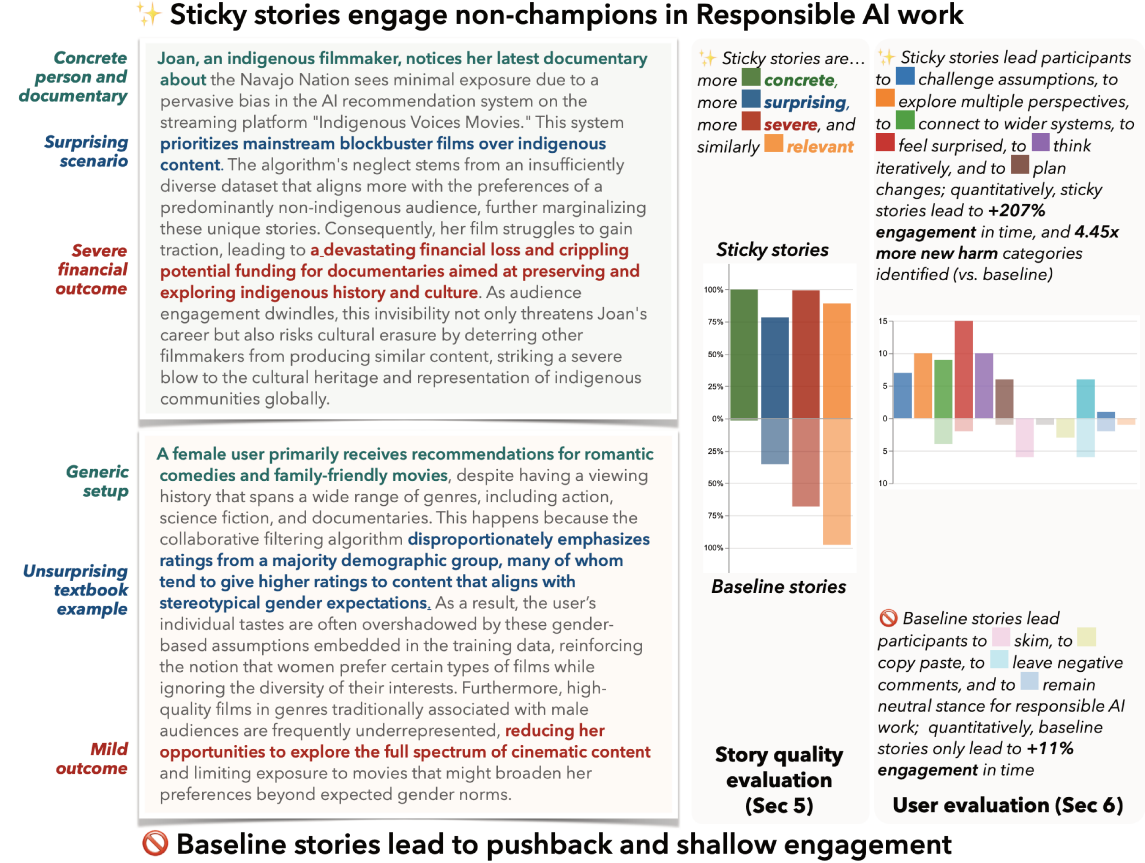 ✨ Sticky stories engage non-champions in Responsible AI work
Concrete
person and
documentary
Surprising
scenario
Severe
financial
outcome
Joan, an indigenous filmmaker, notices her latest documentary
about the Navajo Nation sees minimal exposure due to a
pervasive bias in the AI recommendation system on the
streaming platform "Indigenous Voices Movies." This system
prioritizes mainstream blockbuster films over indigenous
content. The algorithm's neglect stems from an insufficiently
diverse dataset that aligns more with the preferences of a
predominantly non-indigenous audience, further marginalizing
these unique stories. Consequently, her film struggles to gain
traction, leading to a devastating financial loss and crippling
potential funding for documentaries aimed at preserving and
exploring indigenous history and culture. As audience
engagement dwindles, this invisibility not only threatens Joan's
career but also risks cultural erasure by deterring other
filmmakers from producing similar content, striking a severe
blow to the cultural heritage and representation of indigenous
communities globally.
Generic
setup
Unsurprising
textbook
example
Mild
outcome
A female user primarily receives recommendations for romantic
comedies and family-friendly movies, despite having a viewing
history that spans a wide range of genres, including action,
science fiction, and documentaries. This happens because the
collaborative filtering algorithm disproportionately emphasizes
ratings from a majority demographic group, many of whom
tend to give higher ratings to content that aligns with
stereotypical gender expectations. As a result, the user's
individual tastes are often overshadowed by these gender-
based assumptions embedded in the training data, reinforcing
the notion that women prefer certain types of films while
ignoring the diversity of their interests. Furthermore, high-
quality films in genres traditionally associated with male
audiences are frequently underrepresented, reducing her
opportunities to explore the full spectrum of cinematic content
and limiting exposure to movies that might broaden her
preferences beyond expected gender norms.
✨ Sticky stories are…
more concrete,
more surprising,
more severe, and
similarly relevant
Sticky stories
100%
75%
50%
25%
0%
25%
50%
75%
100%
Baseline stories
Story quality
evaluation
(Sec 5)
✨ Sticky stories lead participants
to challenge assumptions, to
explore multiple perspectives,
to connect to wider systems, to
feel surprised, to think
iteratively, and to plan
changes; quantitatively, sticky
stories lead to +207%
engagement in time, and 4.45x
more new harm categories
identified (vs. baseline)
15
10
5
0
5
10
🚫 Baseline stories lead
participants to skim, to
copy paste, to leave negative
comments, and to remain
neutral stance for responsible AI
work; quantitatively, baseline
stories only lead to +11%
engagement in time
User evaluation (Sec 6)
🚫 Baseline stories lead to pushback and shallow engagement